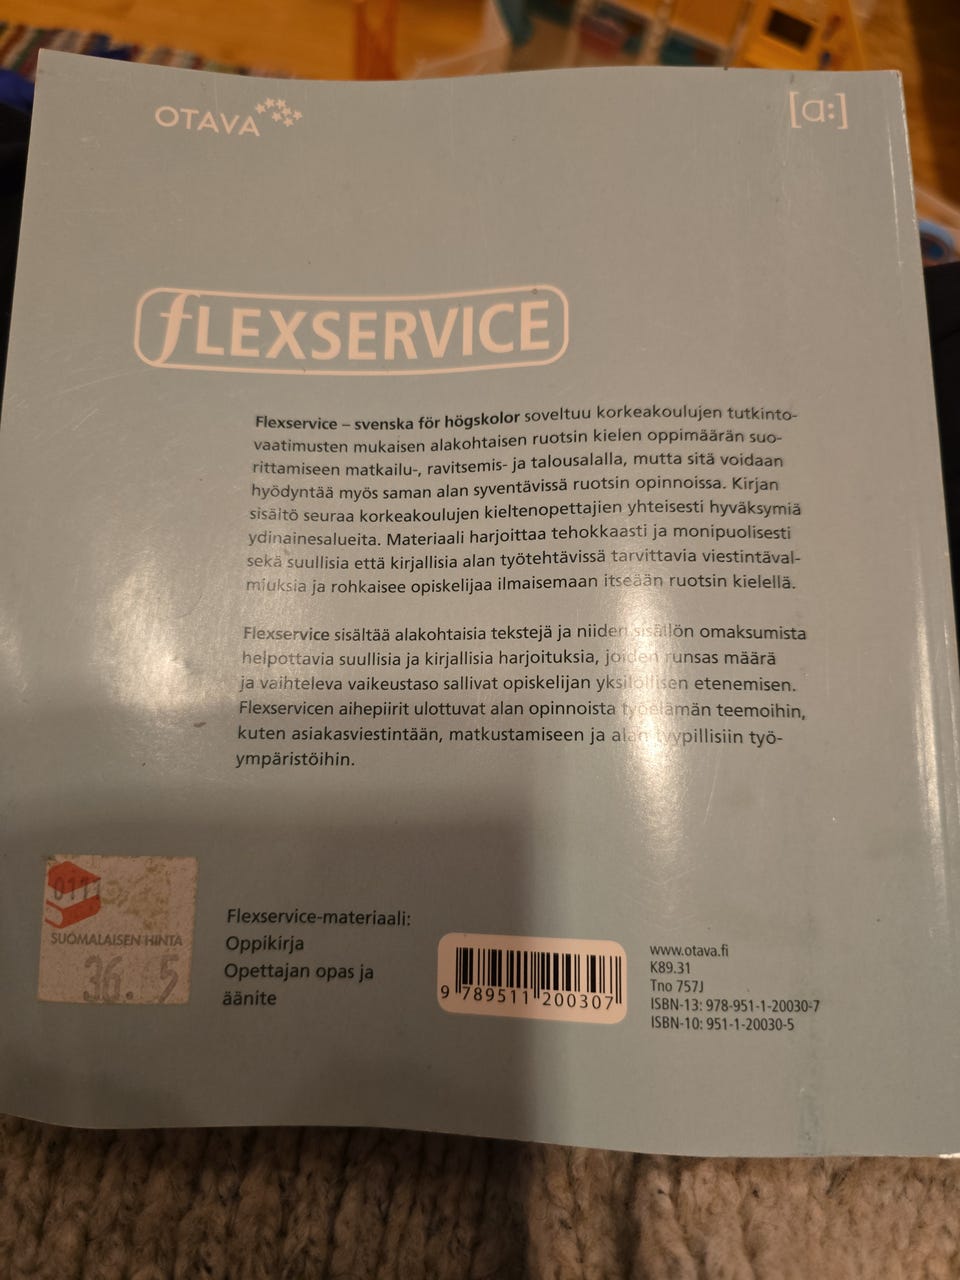 OTAVA
[a:]
fLEXSERVICE
Flexservice – svenska för högskolor soveltuu korkeakoulujen tutkinto-
vaatimusten mukaisen alakohtaisen ruotsin kielen oppimäärän suo-
rittamiseen matkailu-, ravitsemis- ja talousalalla, mutta sitä voidaan
hyödyntää myös saman alan syventävissä ruotsin opinnoissa. Kirjan
sisältö seuraa korkeakoulujen kieltenopettajien yhteisesti hyväksymiä
ydinainesalueita. Materiaali harjoittaa tehokkaasti ja monipuolisesti
sekä suullisia että kirjallisia alan työtehtävissä tarvittavia viestintäval-
miuksia ja rohkaisee opiskelijaa ilmaisemaan itseään ruotsin kielellä.
Flexservice sisältää alakohtaisia tekstejä ja niiden sisällön omaksumista
helpottavia suullisia ja kirjallisia harjoituksia, joiden runsas määrä
ja vaihteleva vaikeustaso sallivat opiskelijan yksilöllisen etenemisen.
Flexservicen aihepiirit ulottuvat alan opinnoista työelämän teemoihin,
kuten asiakasviestintään, matkustamiseen ja alan tyypillisiin työ-
ympäristöihin.
SUOMALAISEN HINTA
Flexservice-materiaali:
Oppikirja
Opettajan opas ja
äänite
9 789511 200307
www.otava.fi
K89.31
Tno 757J
ISBN-13: 978-951-1-20030-7
ISBN-10: 951-1-20030-5